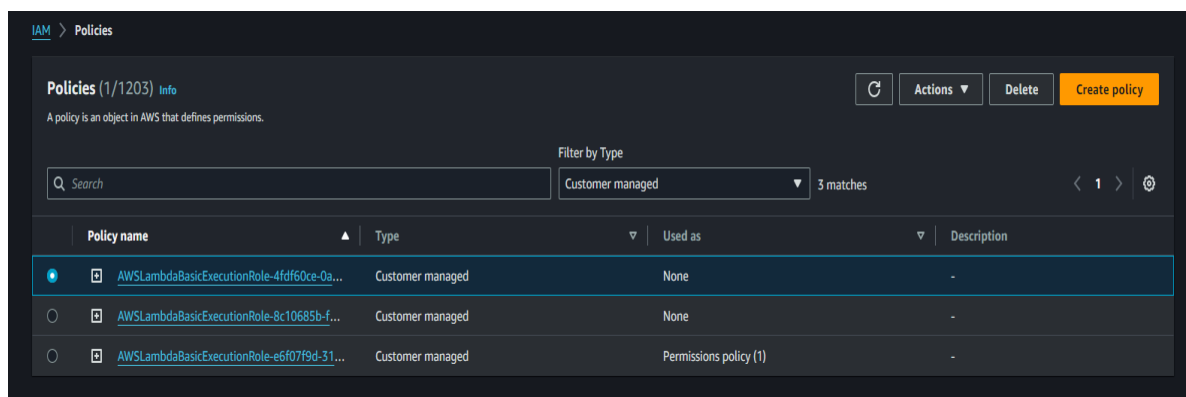 IAM > Policies
Policies (1/1203) Info
A policy is an object in AWS that defines permissions.
Actions ▼ Delete Create policy
Filter by Type
Search
Customer managed ▼
3 matches
< 1 >
Policy name ▲ Type ▽ Used as ▽ Description
AWSLambdaBasicExecutionRole-4fdf60ce-0a... Customer managed None -
AWSLambdaBasicExecutionRole-8c10685b-f... Customer managed None -
AWSLambdaBasicExecutionRole-e6f07f9d-31... Customer managed Permissions policy (1) -